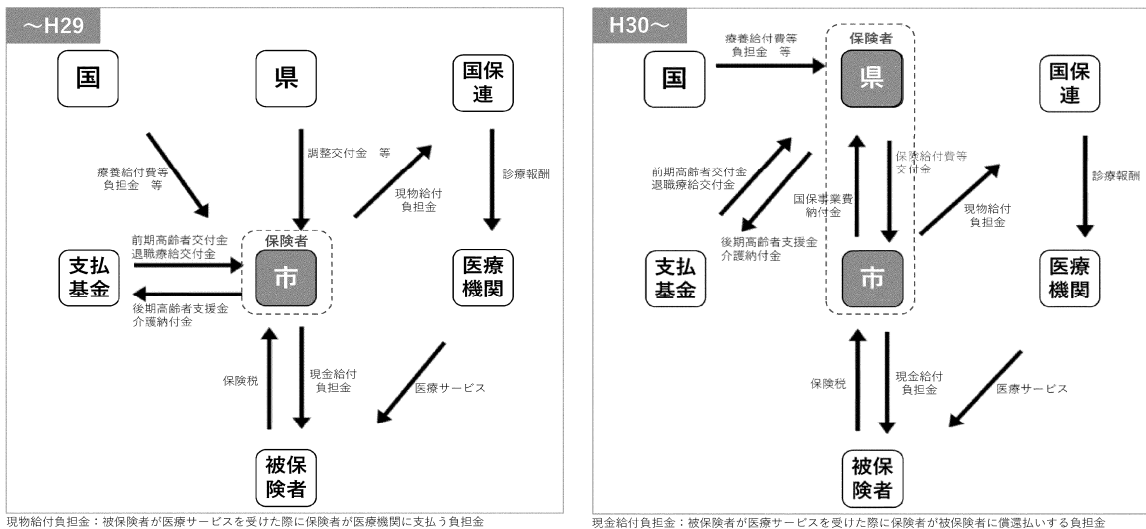 ～H29
国
県
国保
連
療養給付費等
負担金 等
調整交付金 等
現物給付
負担金
診療報酬
保険者
前期高齢者交付金
退職療給交付金
支払
基金
市
医療
機関
後期高齢者支援金
介護納付金
保険税
現金給付
負担金
医療サービス
被保
険者
現物給付負担金：被保険者が医療サービスを受けた際に保険者が医療機関に支払う負担金
H30～
療養給付費等
負担金 等
保険者
国
県
国保
連
前期高齢者交付金
退職療給交付金
保険給付費等
交付金
診療報酬
国保事業費
納付金
現物給付
負担金
後期高齢者支援金
介護納付金
支払
基金
市
医療
機関
保険税
現金給付
負担金
医療サービス
被保
険者
現金給付負担金：被保険者が医療サービスを受けた際に保険者が被保険者に償還払いする負担金